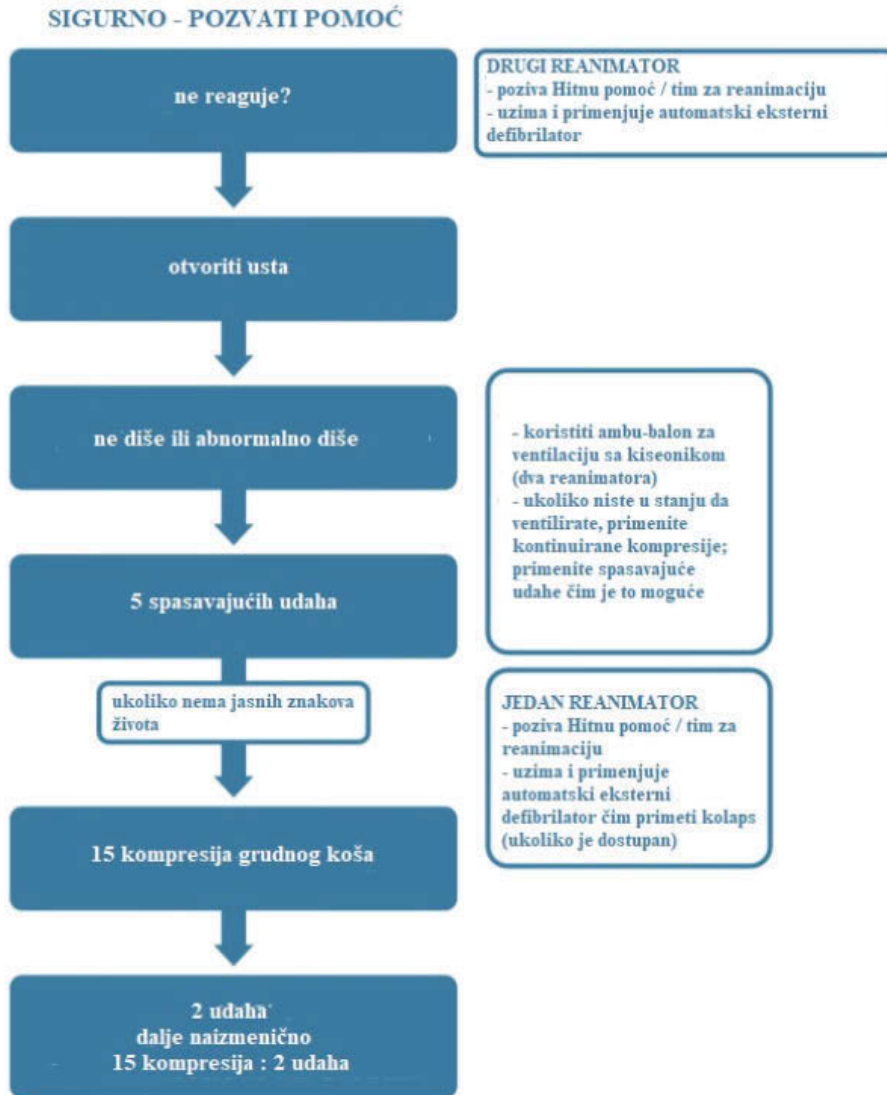 SIGURNO - POZVATI POMOĆ
ne reaguje?
DRUGI REANIMATOR
- poziva Hitnu pomoć / tim za reanimaciju
- uzima i primenjuje automatski eksterni
defibrilator
otvoriti usta
ne diše ili abnormalno diše
- koristiti ambu-balon za
ventilaciju sa kiseonikom
(dva reanimatora)
- ukoliko niste u stanju da
ventilirate, primenite
kontinuirane kompresije;
primenite spasavajuće
udahe čim je to moguće
5 spasavajućih udaha
ukoliko nema jasnih znakova
života
JEDAN REANIMATOR
- poziva Hitnu pomoć / tim za
reanimaciju
- uzima i primenjuje
automatski eksterni
defibrilator čim primeti kolaps
(ukoliko je dostupan)
15 kompresija grudnog koša
2 udaha
dalje naizmenično
15 kompresija : 2 udaha